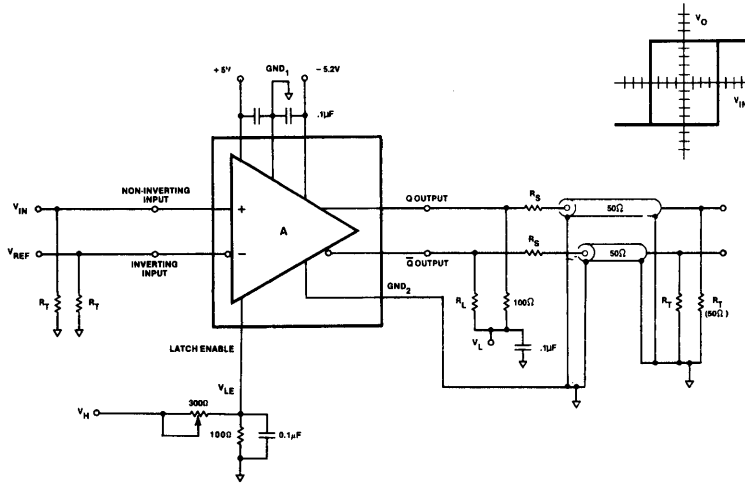 +5V
GND1
-5.2V
.1µF
VO
VIN
NON-INVERTING
INPUT
VIN
+
A
Q OUTPUT
RS
50Ω
VREF
−
INVERTING
INPUT
Q̅ OUTPUT
RS
50Ω
GND2
RT
RT
RL
100Ω
RT
RT
(50Ω)
VL
.1µF
LATCH ENABLE
VLE
VH
300Ω
100Ω
0.1µF